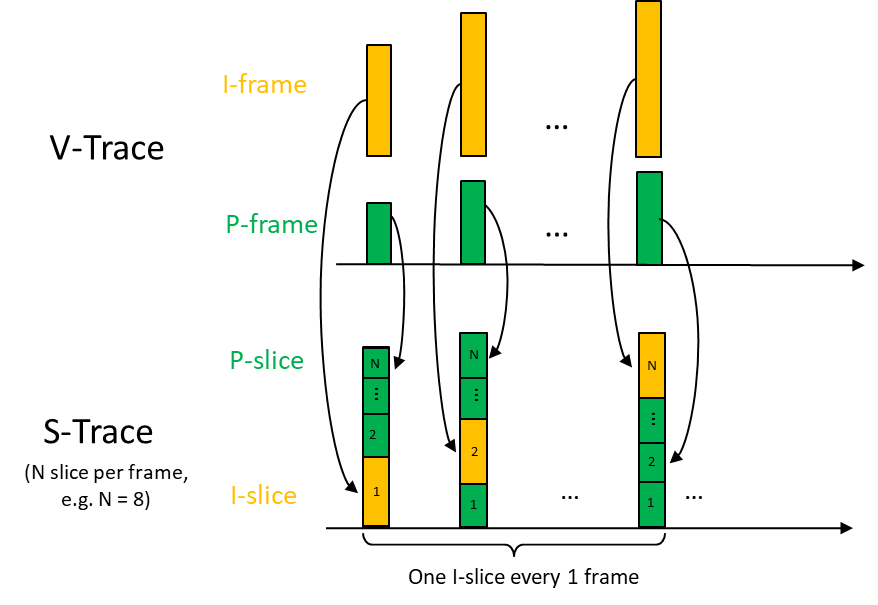 I-frame
...
V-Trace
P-frame
...
P-slice
N
N
N
⋮
⋮
⋮
S-Trace
2
2
2
(N slice per frame,
e.g. N = 8)
I-slice
1
1
1
...
...
One I-slice every 1 frame